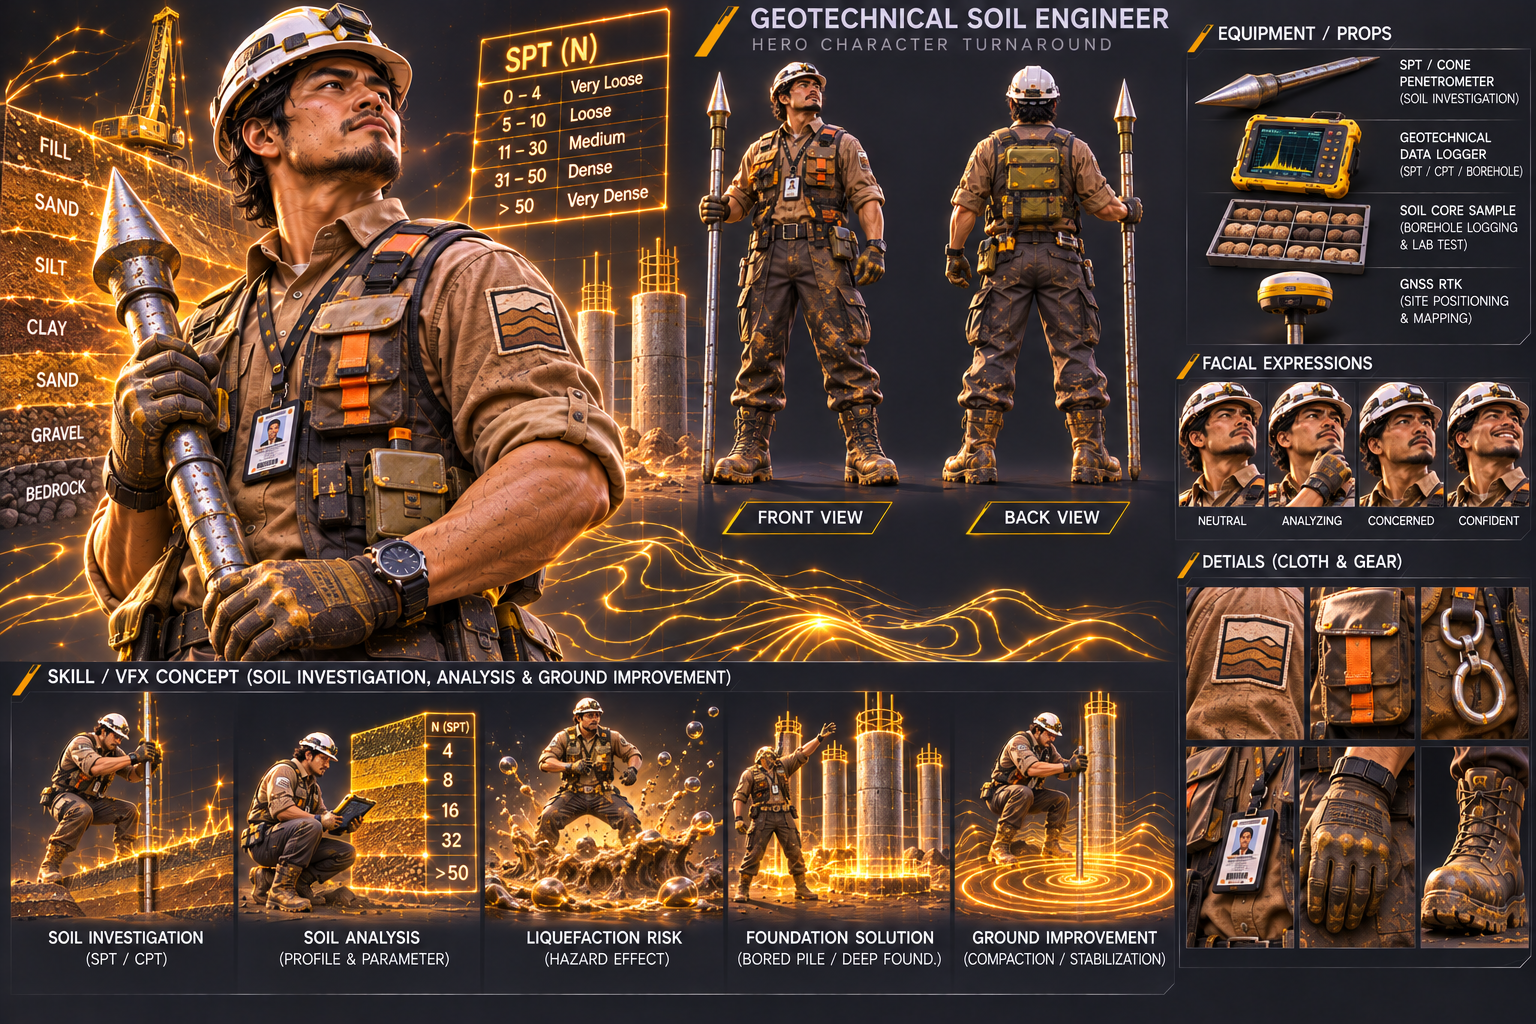 FILL
SAND
SILT
CLAY
SAND
GRAVEL
BEDROCK
SPT (N)
0 – 4 Very Loose
5 – 10 Loose
11 – 30 Medium
31 – 50 Dense
> 50 Very Dense
GEOTECHNICAL SOIL ENGINEER
HERO CHARACTER TURNAROUND
FRONT VIEW
BACK VIEW
EQUIPMENT / PROPS
SPT / CONE
PENETROMETER
(SOIL INVESTIGATION)
GEOTECHNICAL
DATA LOGGER
(SPT / CPT / BOREHOLE)
SOIL CORE SAMPLE
(BOREHOLE LOGGING
& LAB TEST)
GNSS RTK
(SITE POSITIONING
& MAPPING)
FACIAL EXPRESSIONS
NEUTRAL
ANALYZING
CONCERNED
CONFIDENT
DETIALS (CLOTH & GEAR)
SKILL / VFX CONCEPT (SOIL INVESTIGATION, ANALYSIS & GROUND IMPROVEMENT)
SOIL INVESTIGATION
(SPT / CPT)
N (SPT)
4
8
16
32
>50
SOIL ANALYSIS
(PROFILE & PARAMETER)
LIQUEFACTION RISK
(HAZARD EFFECT)
FOUNDATION SOLUTION
(BORED PILE / DEEP FOUND.)
GROUND IMPROVEMENT
(COMPACTION / STABILIZATION)